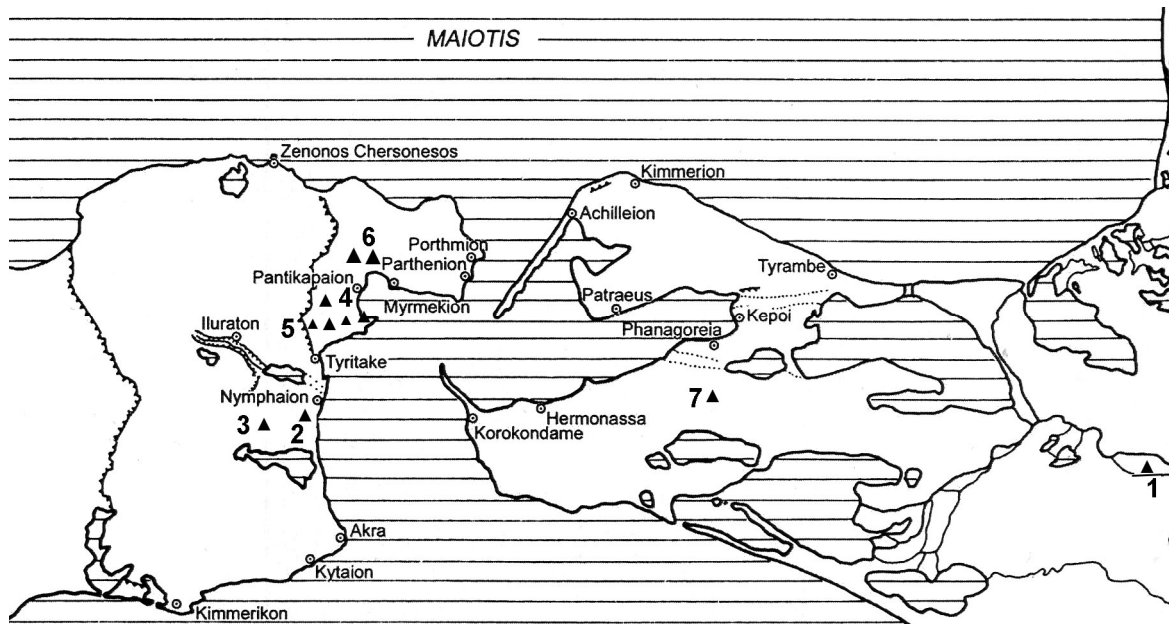 MAIOTIS
Zenonos Chersonesos
Kimmerion
Achilleion
6
Porthmion
Parthenion
Tyrambe
Pantikapaion
4
Myrmekion
Patraeus
Kepoi
5
Iluraton
Phanagoreia
Tyritake
Nymphaion
7
3
2
Hermonassa
Korokondame
1
Akra
Kytaion
Kimmerikon